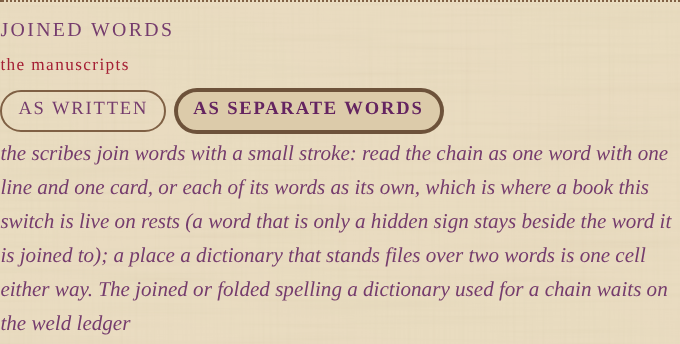 JOINED WORDS
the manuscripts
AS WRITTEN AS SEPARATE WORDS
the scribes join words with a small stroke: read the chain as one word with one
line and one card, or each of its words as its own, which is where a book this
switch is live on rests (a word that is only a hidden sign stays beside the word it
is joined to); a place a dictionary that stands files over two words is one cell
either way. The joined or folded spelling a dictionary used for a chain waits on
the weld ledger